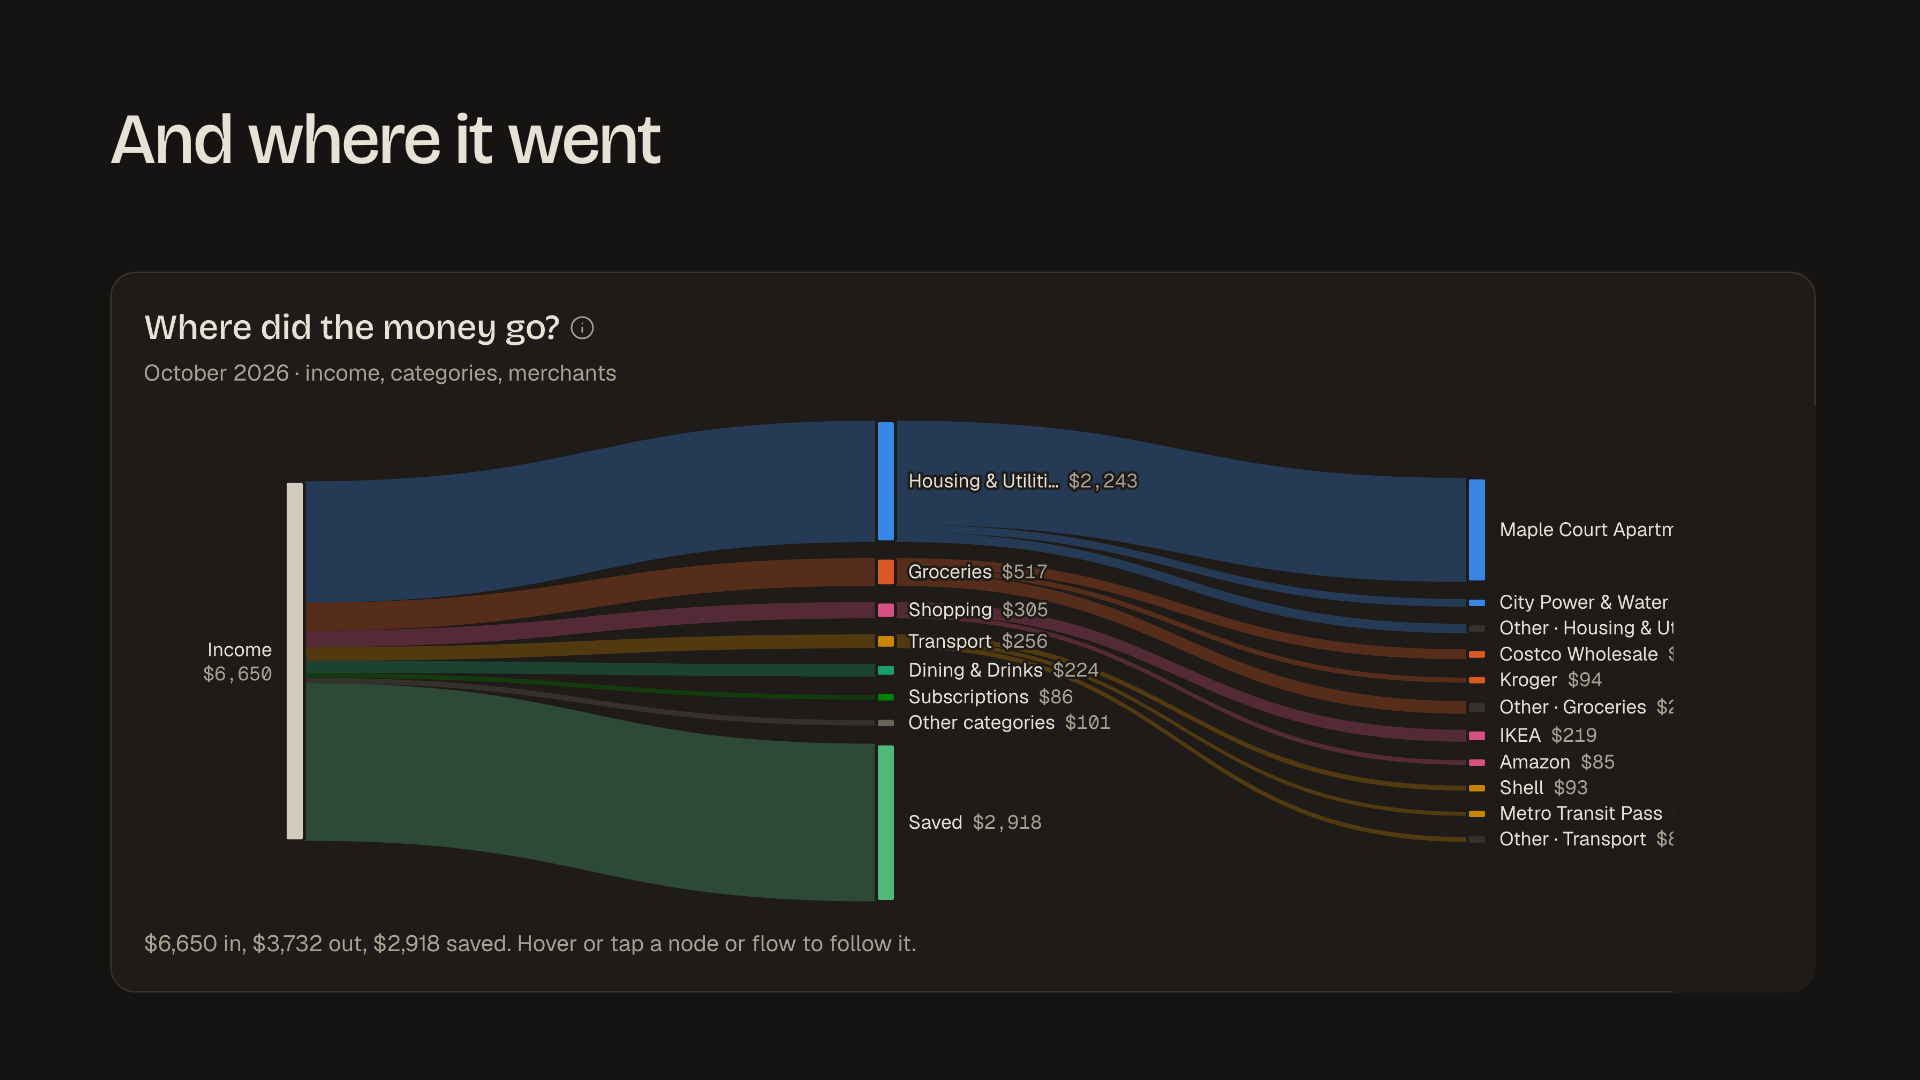 And where it went
Where did the money go?
October 2026 · income, categories, merchants
Income
$6,650
Housing & Utiliti… $2,243
Groceries $517
Shopping $305
Transport $256
Dining & Drinks $224
Subscriptions $86
Other categories $101
Saved $2,918
Maple Court
City Power & Water
Other · Housing &
Costco Wholesale
Kroger $94
Other · Groceries
IKEA $219
Amazon $85
Shell $93
Metro Transit Pass
Other · Transport
$6,650 in, $3,732 out, $2,918 saved. Hover or tap a node or flow to follow it.